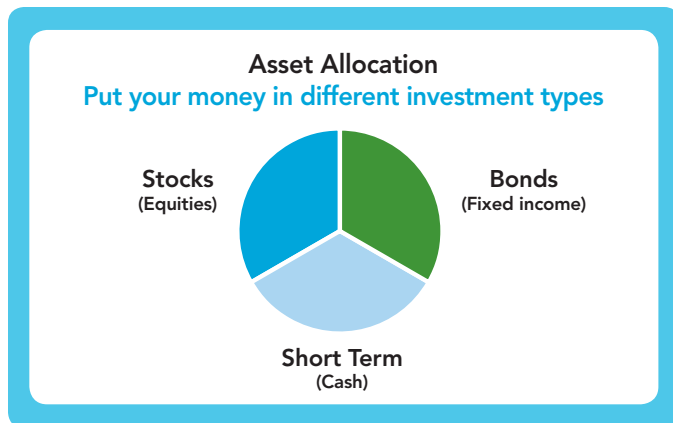 Asset Allocation
Put your money in different investment types
Stocks
(Equities)
Bonds
(Fixed income)
Short Term
(Cash)